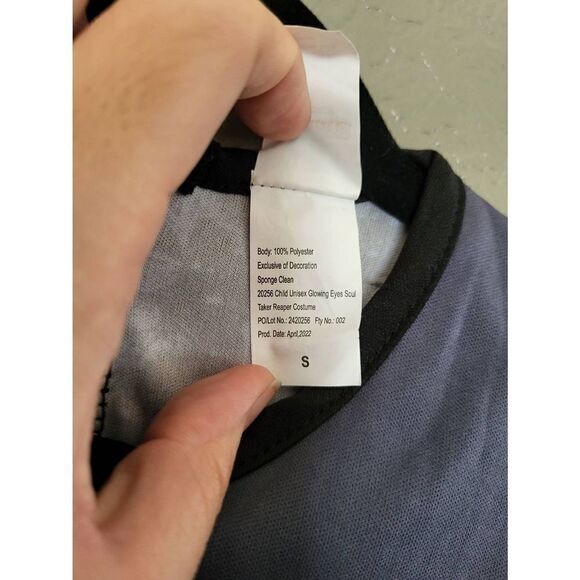 Body: 100% Polyester
Exclusive of Decoration
Sponge Clean
20256 Child Unisex Glowing Eyes Soul
Taker Reaper Costume
PO/Lot No.: 2420256 Fty No.: 002
Prod. Date: April,2022
S